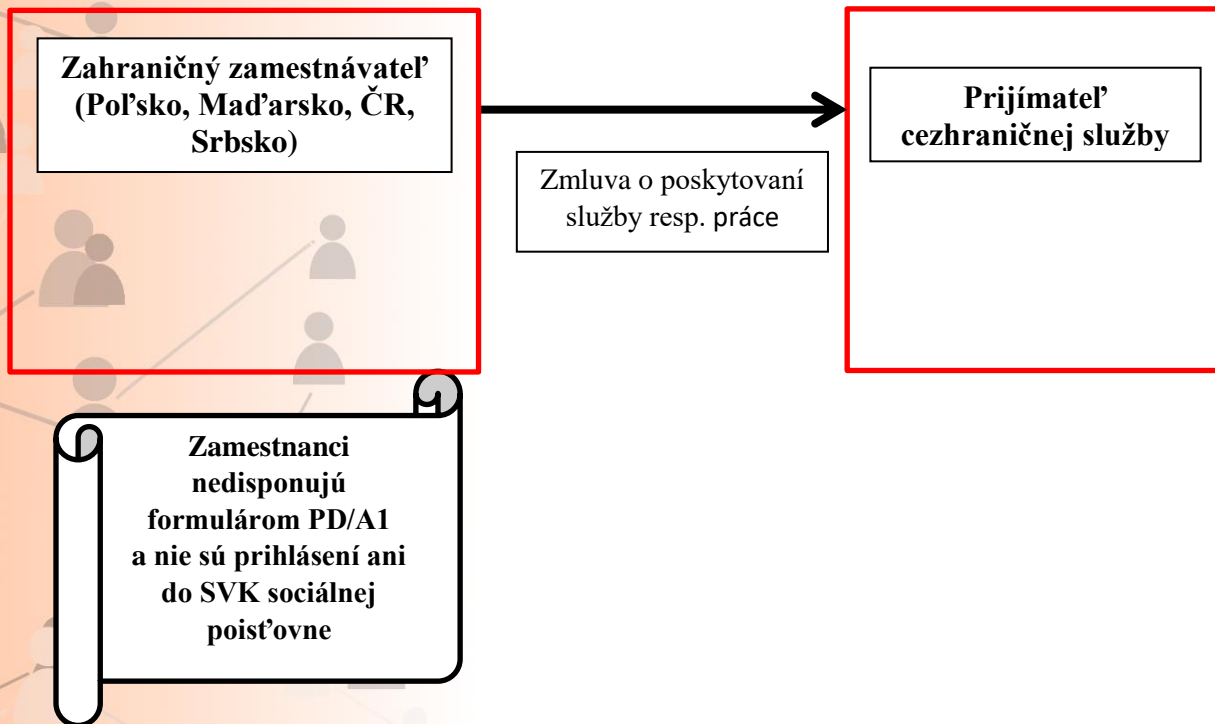 Zahraničný zamestnávateľ
(Poľsko, Maďarsko, ČR,
Srbsko)
Zmluva o poskytovaní
služby resp. práce
Prijímateľ
cezhraničnej služby
Zamestnanci
nedisponujú
formulárom PD/A1
a nie sú prihlásení ani
do SVK sociálnej
poisťovne